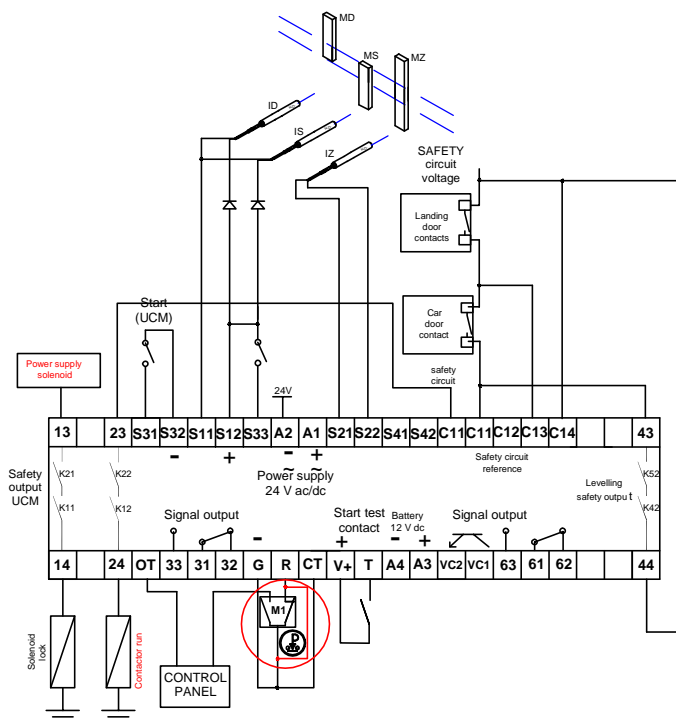 MD
MS
MZ
ID
IS
IZ
SAFETY
circuit
voltage
Landing
door
contacts
Start
(UCM)
Car
door
contact
Power supply
solenoid
24V
safety
circuit
13 23 S31 S32 S11 S12 S33 A2 A1 S21 S22 S41 S42 C11 C11 C12 C13 C14 43
Safety
output
UCM
K21
K11
K22
K12
- + - +
~ ~
Power supply
24 V ac/dc
Safety circuit
reference
Levelling
safety outpu t
K52
K42
Signal output
-
Start test
contact
+
Battery
12 V dc
- +
Signal output
14 24 OT 33 31 32 G R CT V+ T A4 A3 VC2 VC1 63 61 62 44
M1
Solenoid
lock
Contactor run
CONTROL
PANEL